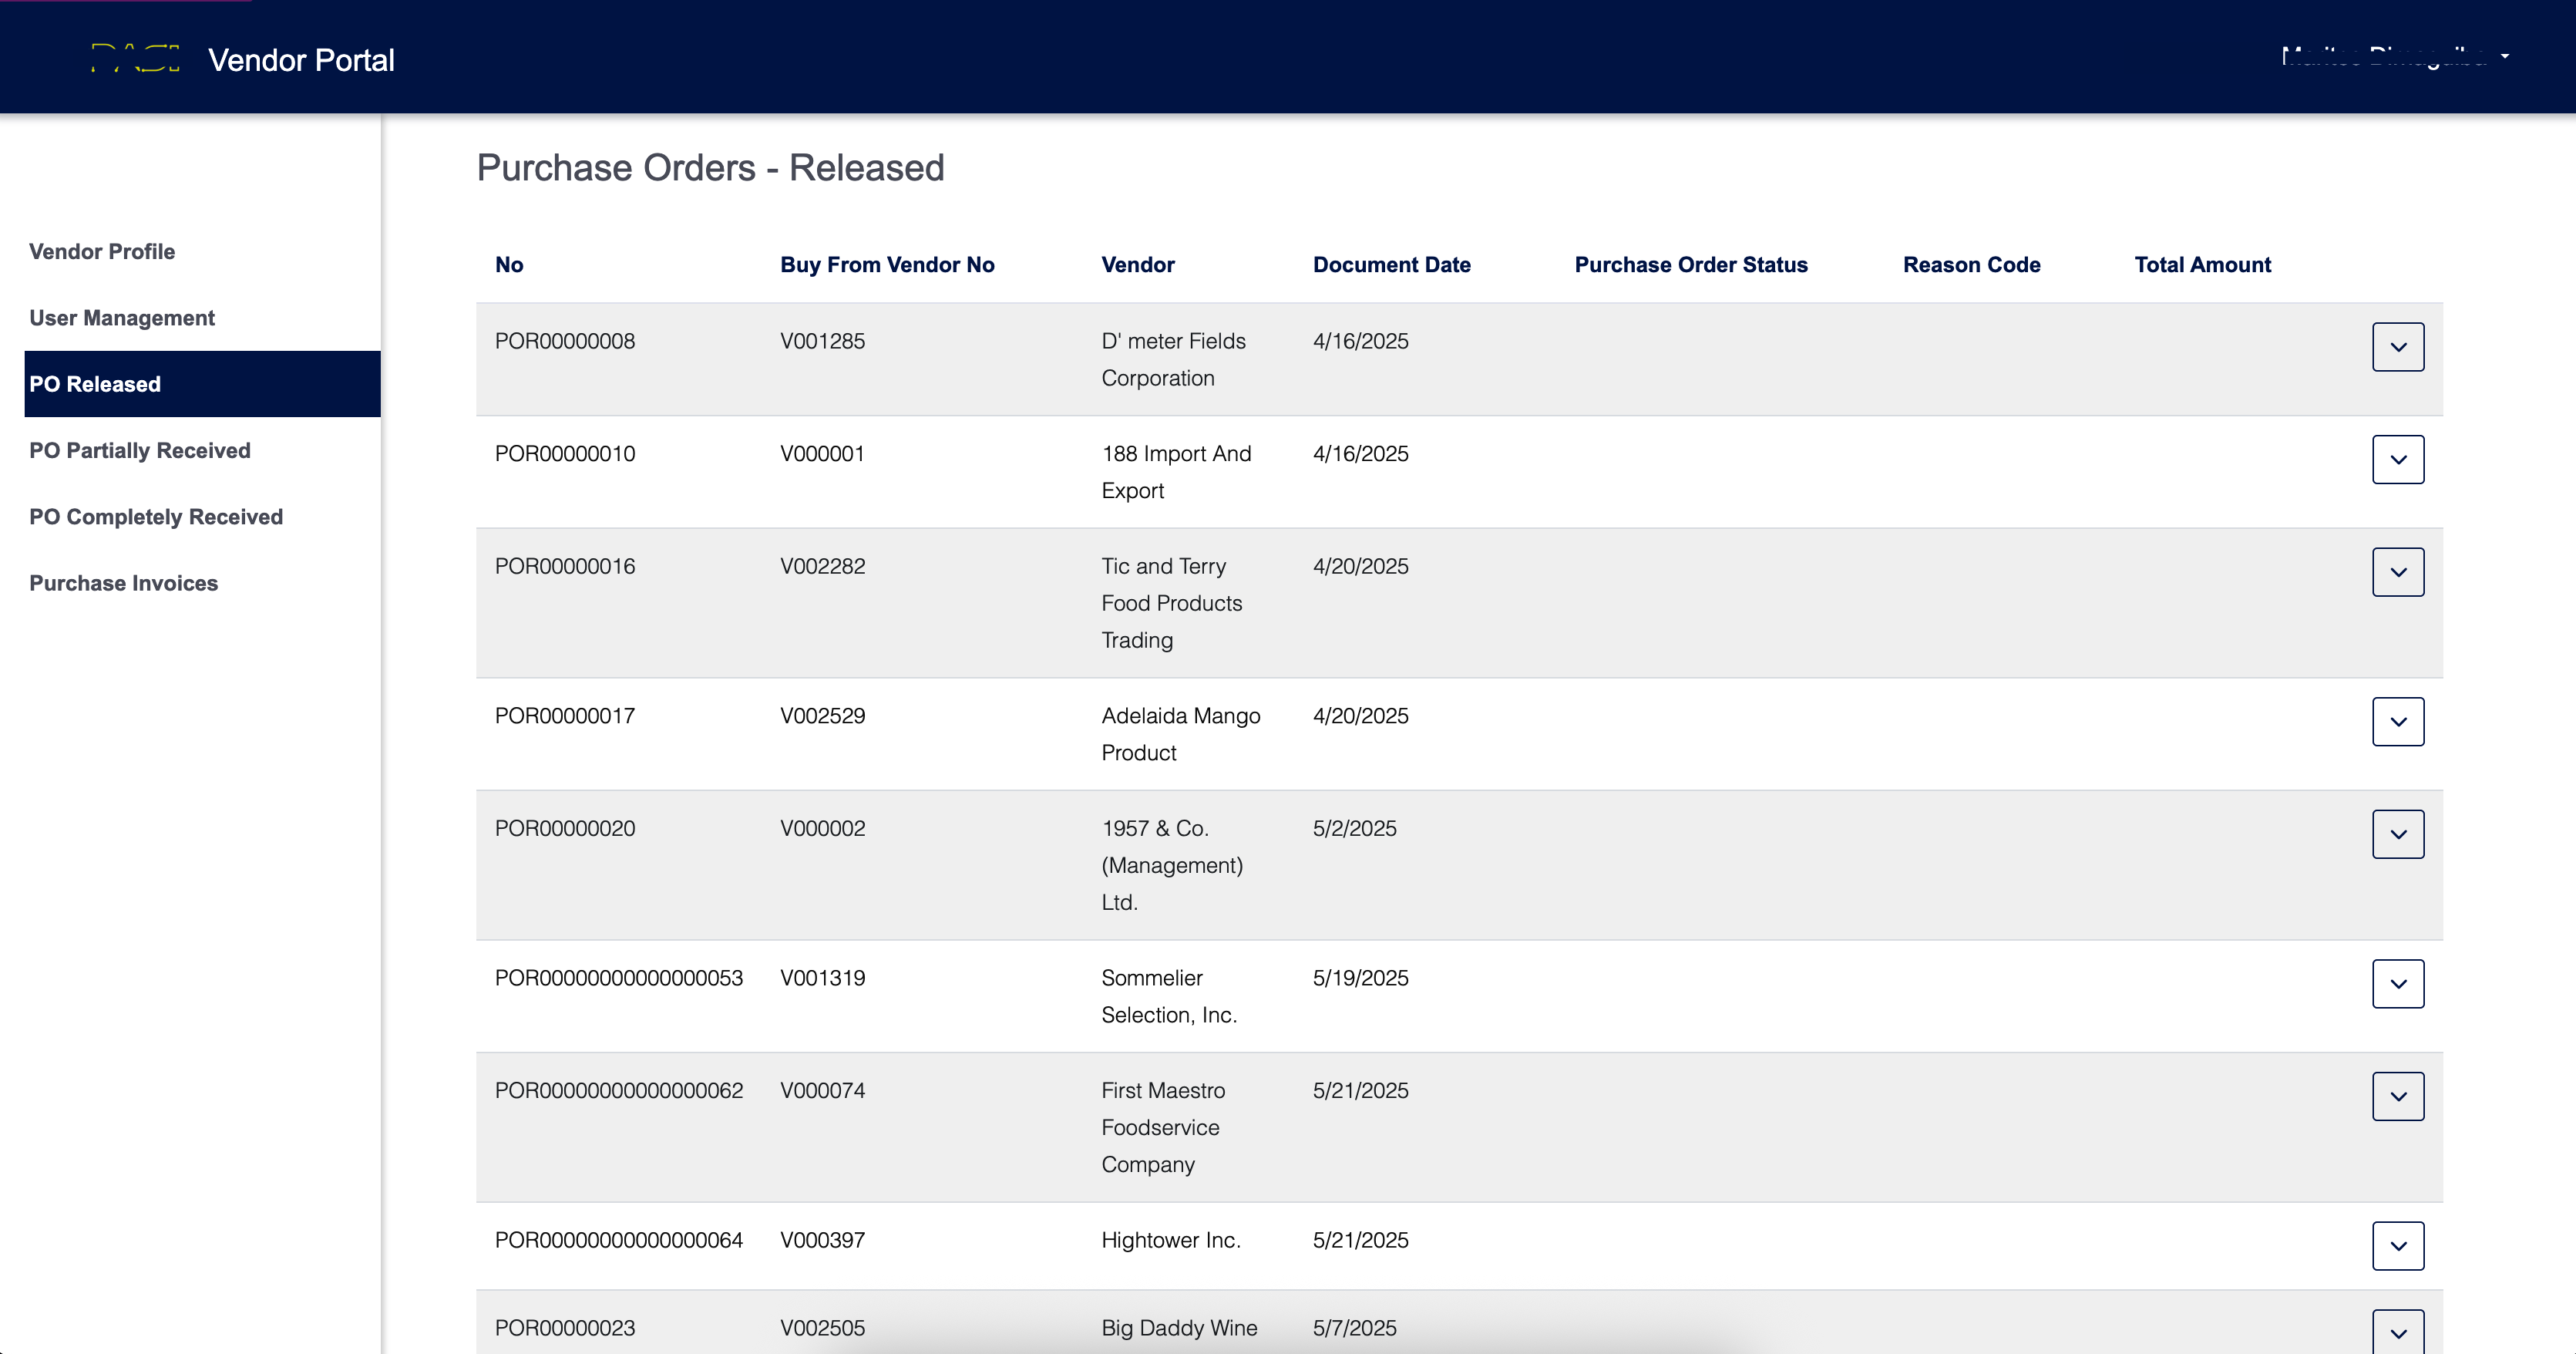 Vendor Portal
Vendor Profile
User Management
PO Released
PO Partially Received
PO Completely Received
Purchase Invoices
Purchase Orders - Released
No Buy From Vendor No Vendor Document Date Purchase Order Status Reason Code Total Amount
POR00000008 V001285 D' meter Fields 4/16/2025
Corporation
POR00000010 V000001 188 Import And 4/16/2025
Export
POR00000016 V002282 Tic and Terry 4/20/2025
Food Products
Trading
POR00000017 V002529 Adelaida Mango 4/20/2025
Product
POR00000020 V000002 1957 & Co. 5/2/2025
(Management)
Ltd.
POR00000000000000053 V001319 Sommelier 5/19/2025
Selection, Inc.
POR00000000000000062 V000074 First Maestro 5/21/2025
Foodservice
Company
POR00000000000000064 V000397 Hightower Inc. 5/21/2025
POR00000023 V002505 Big Daddy Wine 5/7/2025